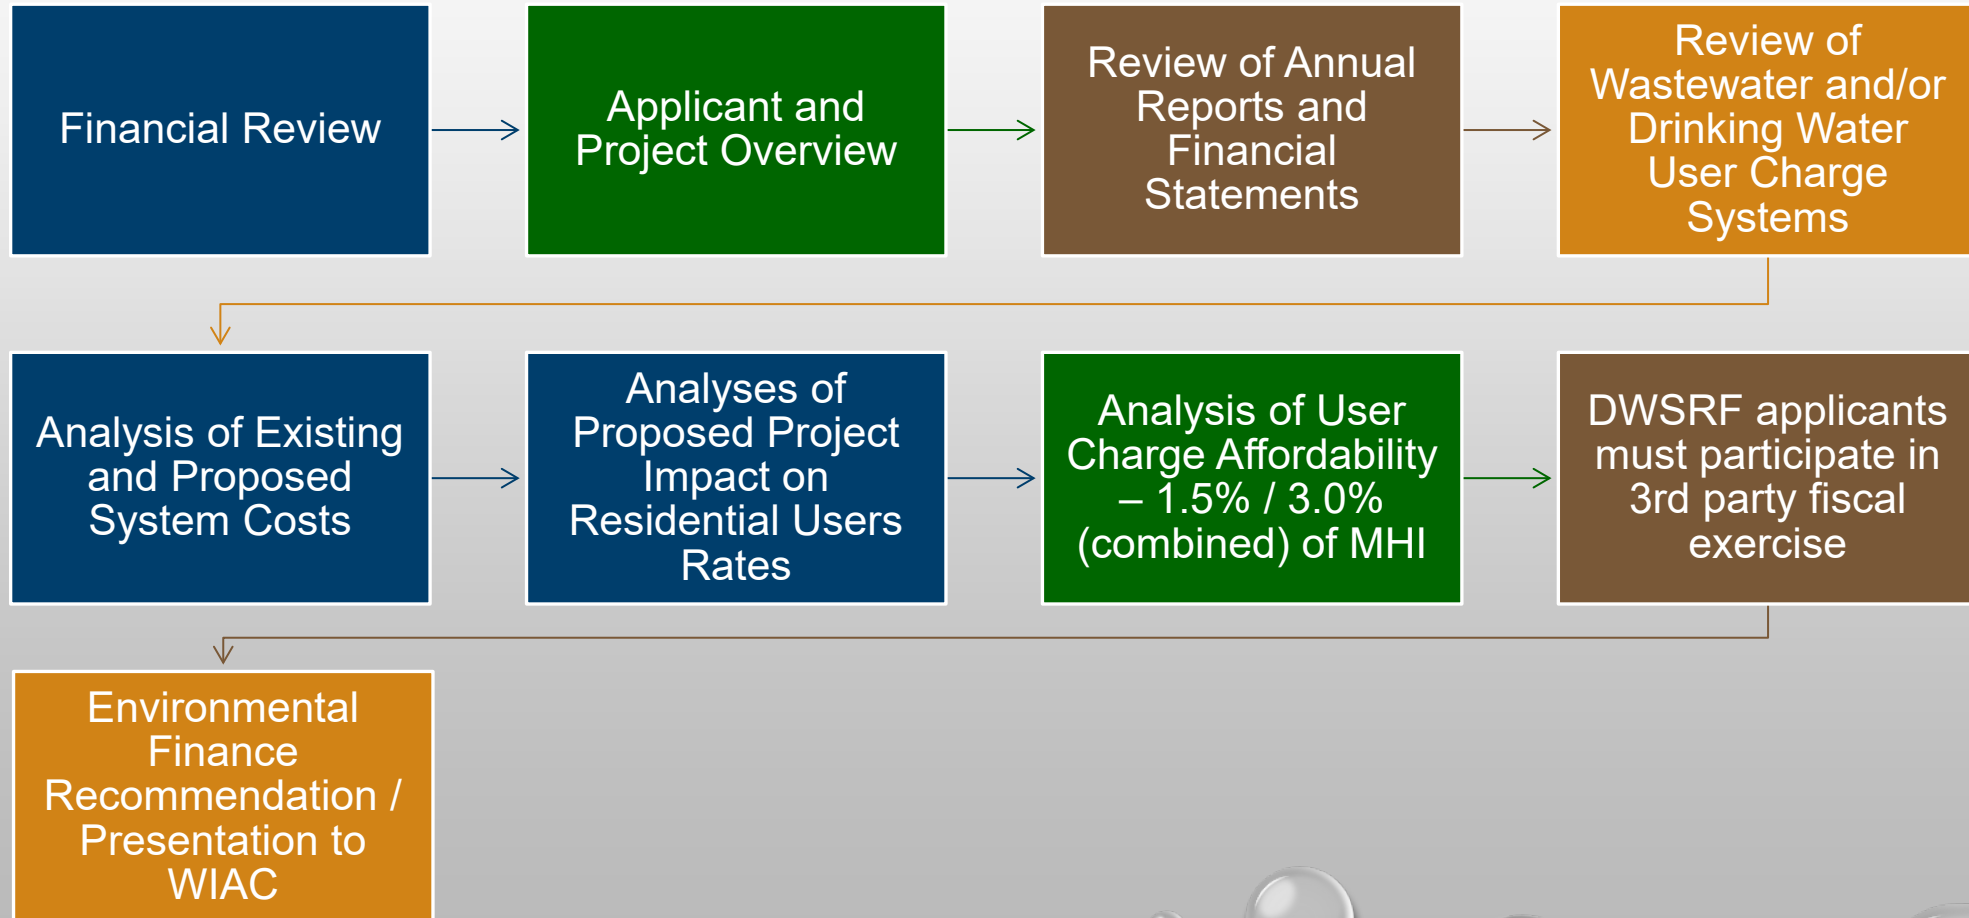 Financial Review
Applicant and
Project Overview
Review of Annual
Reports and
Financial
Statements
Review of
Wastewater and/or
Drinking Water
User Charge
Systems
Analysis of Existing
and Proposed
System Costs
Analyses of
Proposed Project
Impact on
Residential Users
Rates
Analysis of User
Charge Affordability
– 1.5% / 3.0%
(combined) of MHI
DWSRF applicants
must participate in
3rd party fiscal
exercise
Environmental
Finance
Recommendation /
Presentation to
WIAC